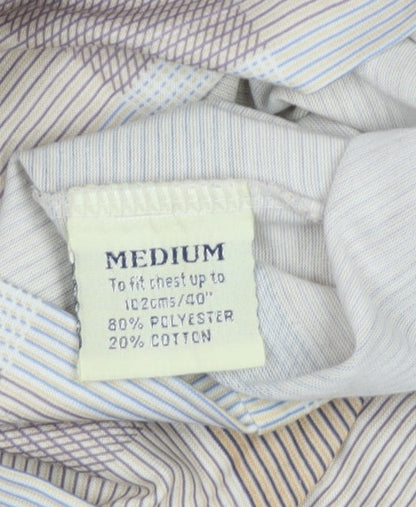 MEDIUM
To fit chest up to
102cms/40"
80% POLYESTER
20% COTTON